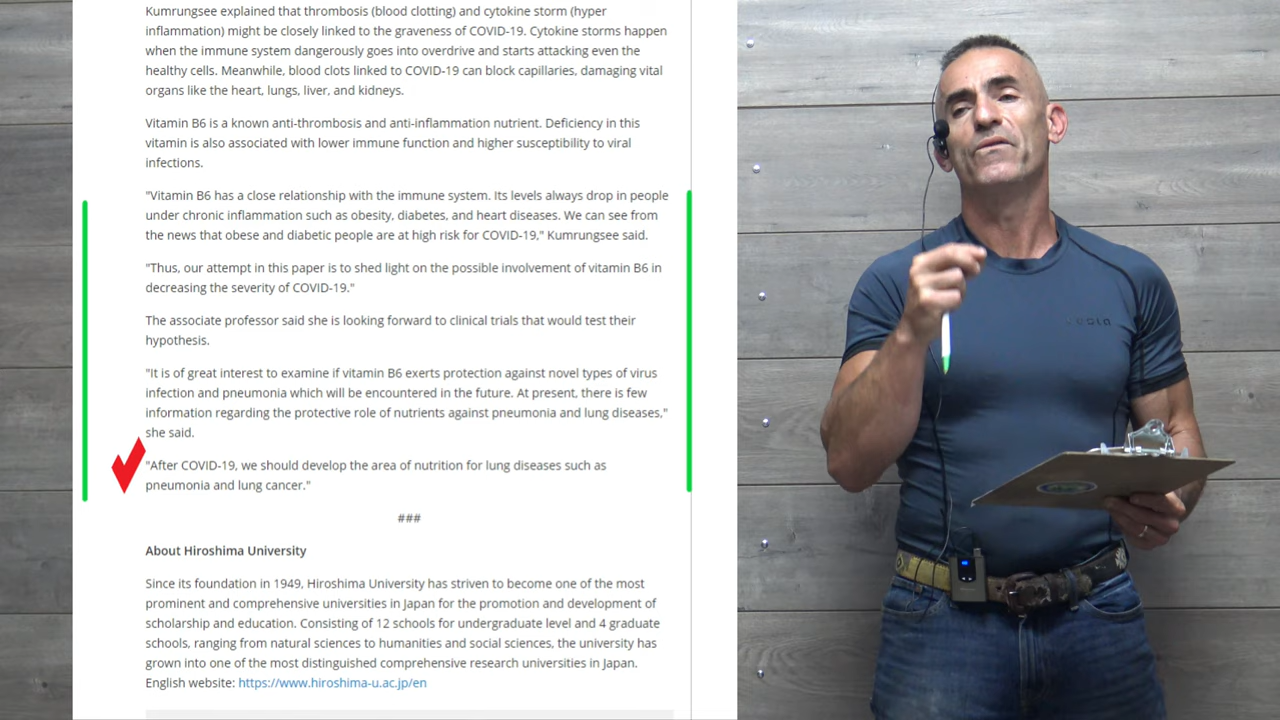 Kumrungsee explained that thrombosis (blood clotting) and cytokine storm (hyper
inflammation) might be closely linked to the graveness of COVID-19. Cytokine storms happen
when the immune system dangerously goes into overdrive and starts attacking even the
healthy cells. Meanwhile, blood clots linked to COVID-19 can block capillaries, damaging vital
organs like the heart, lungs, liver, and kidneys.
Vitamin B6 is a known anti-thrombosis and anti-inflammation nutrient. Deficiency in this
vitamin is also associated with lower immune function and higher susceptibility to viral
infections.
"Vitamin B6 has a close relationship with the immune system. Its levels always drop in people
under chronic inflammation such as obesity, diabetes, and heart diseases. We can see from
the news that obese and diabetic people are at high risk for COVID-19," Kumrungsee said.
"Thus, our attempt in this paper is to shed light on the possible involvement of vitamin B6 in
decreasing the severity of COVID-19."
The associate professor said she is looking forward to clinical trials that would test their
hypothesis.
"It is of great interest to examine if vitamin B6 exerts protection against novel types of virus
infection and pneumonia which will be encountered in the future. At present, there is few
information regarding the protective role of nutrients against pneumonia and lung diseases,"
she said.
"After COVID-19, we should develop the area of nutrition for lung diseases such as
pneumonia and lung cancer."
###
About Hiroshima University
Since its foundation in 1949, Hiroshima University has striven to become one of the most
prominent and comprehensive universities in Japan for the promotion and development of
scholarship and education. Consisting of 12 schools for undergraduate level and 4 graduate
schools, ranging from natural sciences to humanities and social sciences, the university has
grown into one of the most distinguished comprehensive research universities in Japan.
English website: https://www.hiroshima-u.ac.jp/en